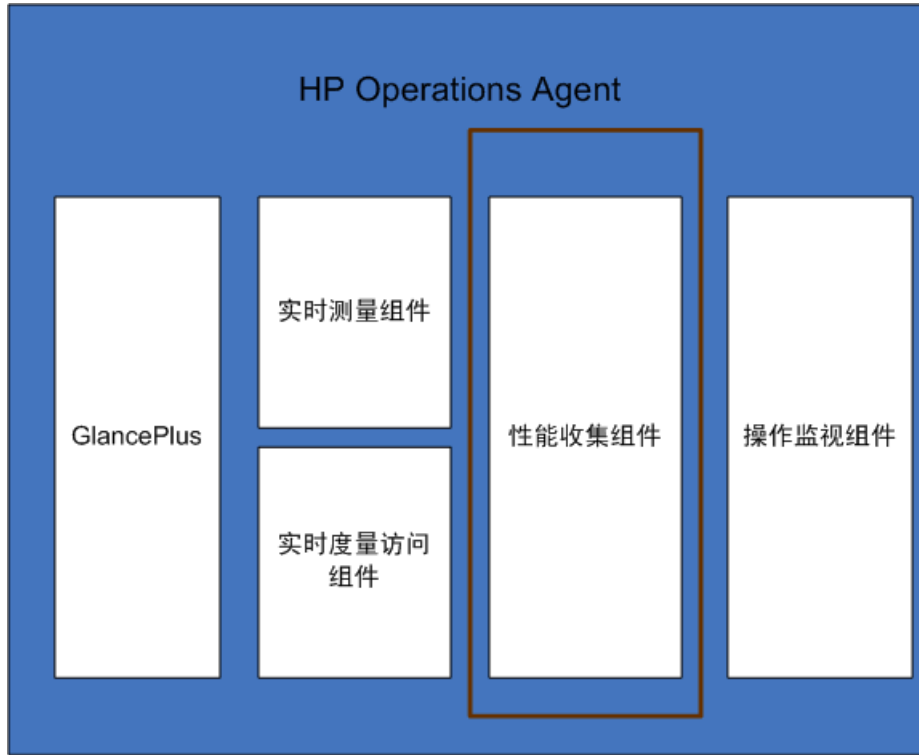 HP Operations Agent
GlancePlus
实时测量组件
实时度量访问
组件
性能收集组件
操作监视组件